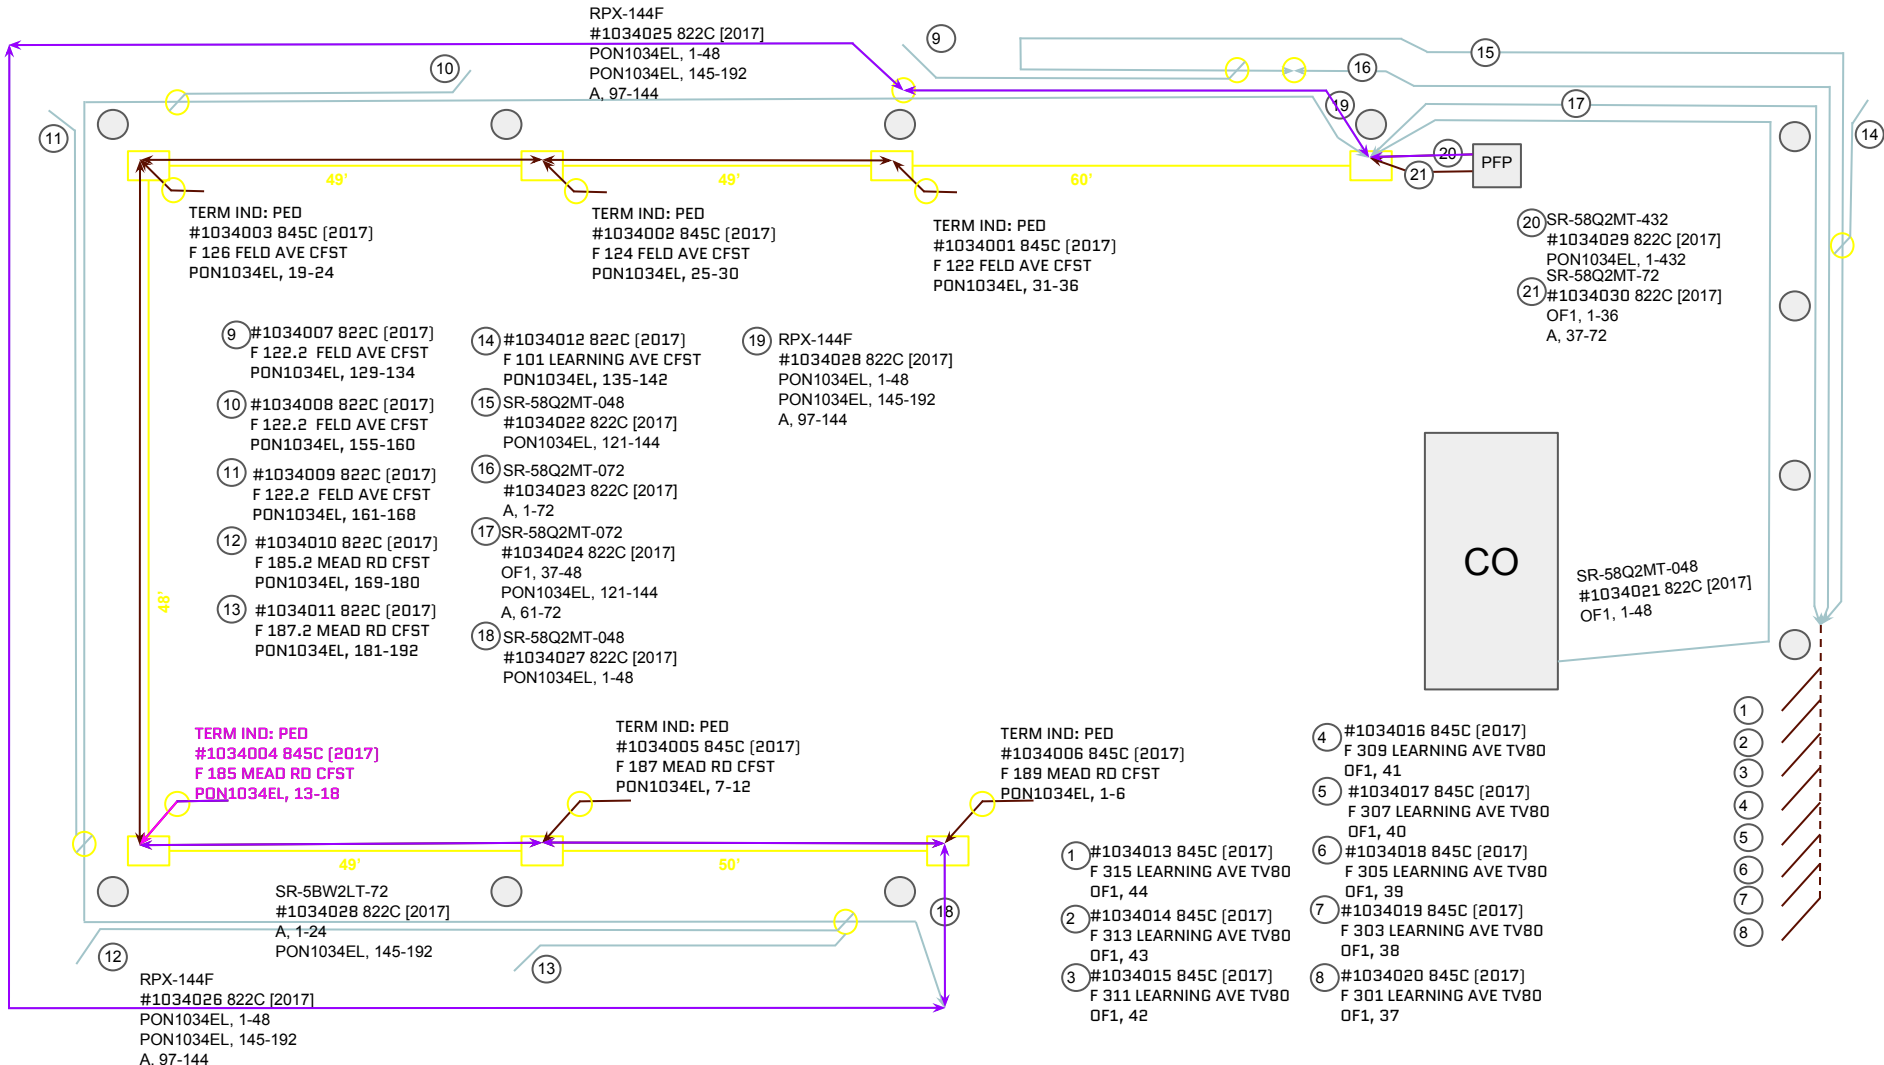 RPX-144F
#1034025 822C [2017]
PON1034EL, 1-48
PON1034EL, 145-192
A, 97-144
9
10
15
16
17
19
11
14
20
PFP
21
49'
49'
60'
TERM IND: PED
#1034003 845C (2017)
F 126 FELD AVE CFST
PON1034EL, 19-24
TERM IND: PED
#1034002 845C (2017)
F 124 FELD AVE CFST
PON1034EL, 25-30
TERM IND: PED
#1034001 845C (2017)
F 122 FELD AVE CFST
PON1034EL, 31-36
20
SR-58Q2MT-432
#1034029 822C [2017]
PON1034EL, 1-432
21
SR-58Q2MT-72
#1034030 822C [2017]
OF1, 1-36
A, 37-72
9
#1034007 822C (2017)
F 122.2 FELD AVE CFST
PON1034EL, 129-134
10
#1034008 822C (2017)
F 122.2 FELD AVE CFST
PON1034EL, 155-160
11
#1034009 822C (2017)
F 122.2 FELD AVE CFST
PON1034EL, 161-168
12
#1034010 822C (2017)
F 185.2 MEAD RD CFST
PON1034EL, 169-180
13
#1034011 822C (2017)
F 187.2 MEAD RD CFST
PON1034EL, 181-192
14
#1034012 822C (2017)
F 101 LEARNING AVE CFST
PON1034EL, 135-142
15
SR-58Q2MT-048
#1034022 822C [2017]
PON1034EL, 121-144
16
SR-58Q2MT-072
#1034023 822C [2017]
A, 1-72
17
SR-58Q2MT-072
#1034024 822C [2017]
OF1, 37-48
PON1034EL, 121-144
A, 61-72
18
SR-58Q2MT-048
#1034027 822C [2017]
PON1034EL, 1-48
19
RPX-144F
#1034028 822C [2017]
PON1034EL, 1-48
PON1034EL, 145-192
A, 97-144
48'
CO
SR-58Q2MT-048
#1034021 822C [2017]
OF1, 1-48
TERM IND: PED
#1034004 845C (2017)
F 185 MEAD RD CFST
PON1034EL, 13-18
TERM IND: PED
#1034005 845C (2017)
F 187 MEAD RD CFST
PON1034EL, 7-12
TERM IND: PED
#1034006 845C (2017)
F 189 MEAD RD CFST
PON1034EL, 1-6
49'
50'
1
#1034013 845C (2017)
F 315 LEARNING AVE TV80
OF1, 44
2
#1034014 845C (2017)
F 313 LEARNING AVE TV80
OF1, 43
3
#1034015 845C (2017)
F 311 LEARNING AVE TV80
OF1, 42
4
#1034016 845C (2017)
F 309 LEARNING AVE TV80
OF1, 41
5
#1034017 845C (2017)
F 307 LEARNING AVE TV80
OF1, 40
6
#1034018 845C (2017)
F 305 LEARNING AVE TV80
OF1, 39
7
#1034019 845C (2017)
F 303 LEARNING AVE TV80
OF1, 38
8
#1034020 845C (2017)
F 301 LEARNING AVE TV80
OF1, 37
1
2
3
4
5
6
7
8
SR-5BW2LT-72
#1034028 822C [2017]
A, 1-24
PON1034EL, 145-192
18
12
13
RPX-144F
#1034026 822C [2017]
PON1034EL, 1-48
PON1034EL, 145-192
A, 97-144